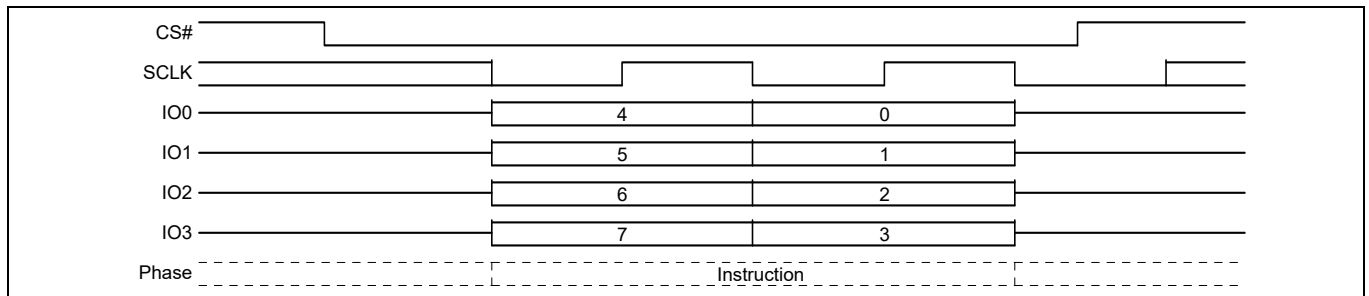 CS#
SCLK
IO0 4 0
IO1 5 1
IO2 6 2
IO3 7 3
Phase Instruction